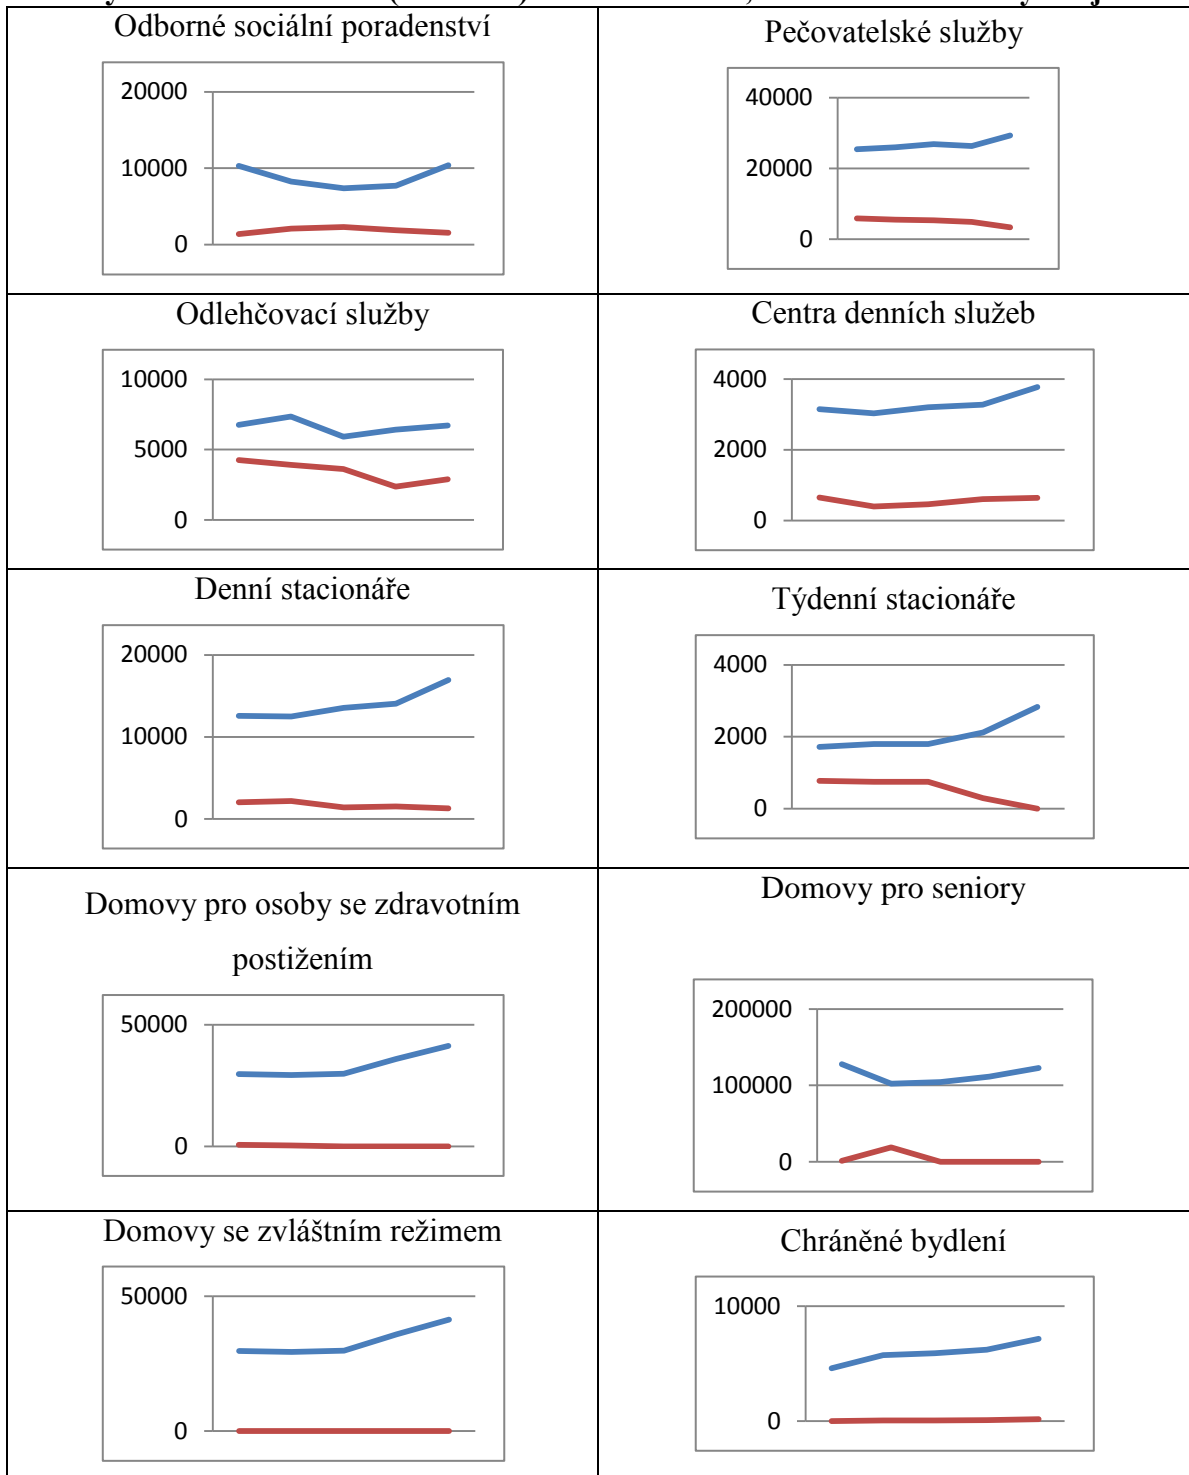 Odborné sociální poradenství
20000
10000
0
Pečovatelské služby
40000
20000
0
Odlehčovací služby
10000
5000
0
Centra denních služeb
4000
2000
0
Denní stacionáře
20000
10000
0
Týdenní stacionáře
4000
2000
0
Domovy pro osoby se zdravotním
postižením
50000
0
Domovy pro seniory
200000
100000
0
Domovy se zvláštním režimem
50000
0
Chráněné bydlení
10000
0